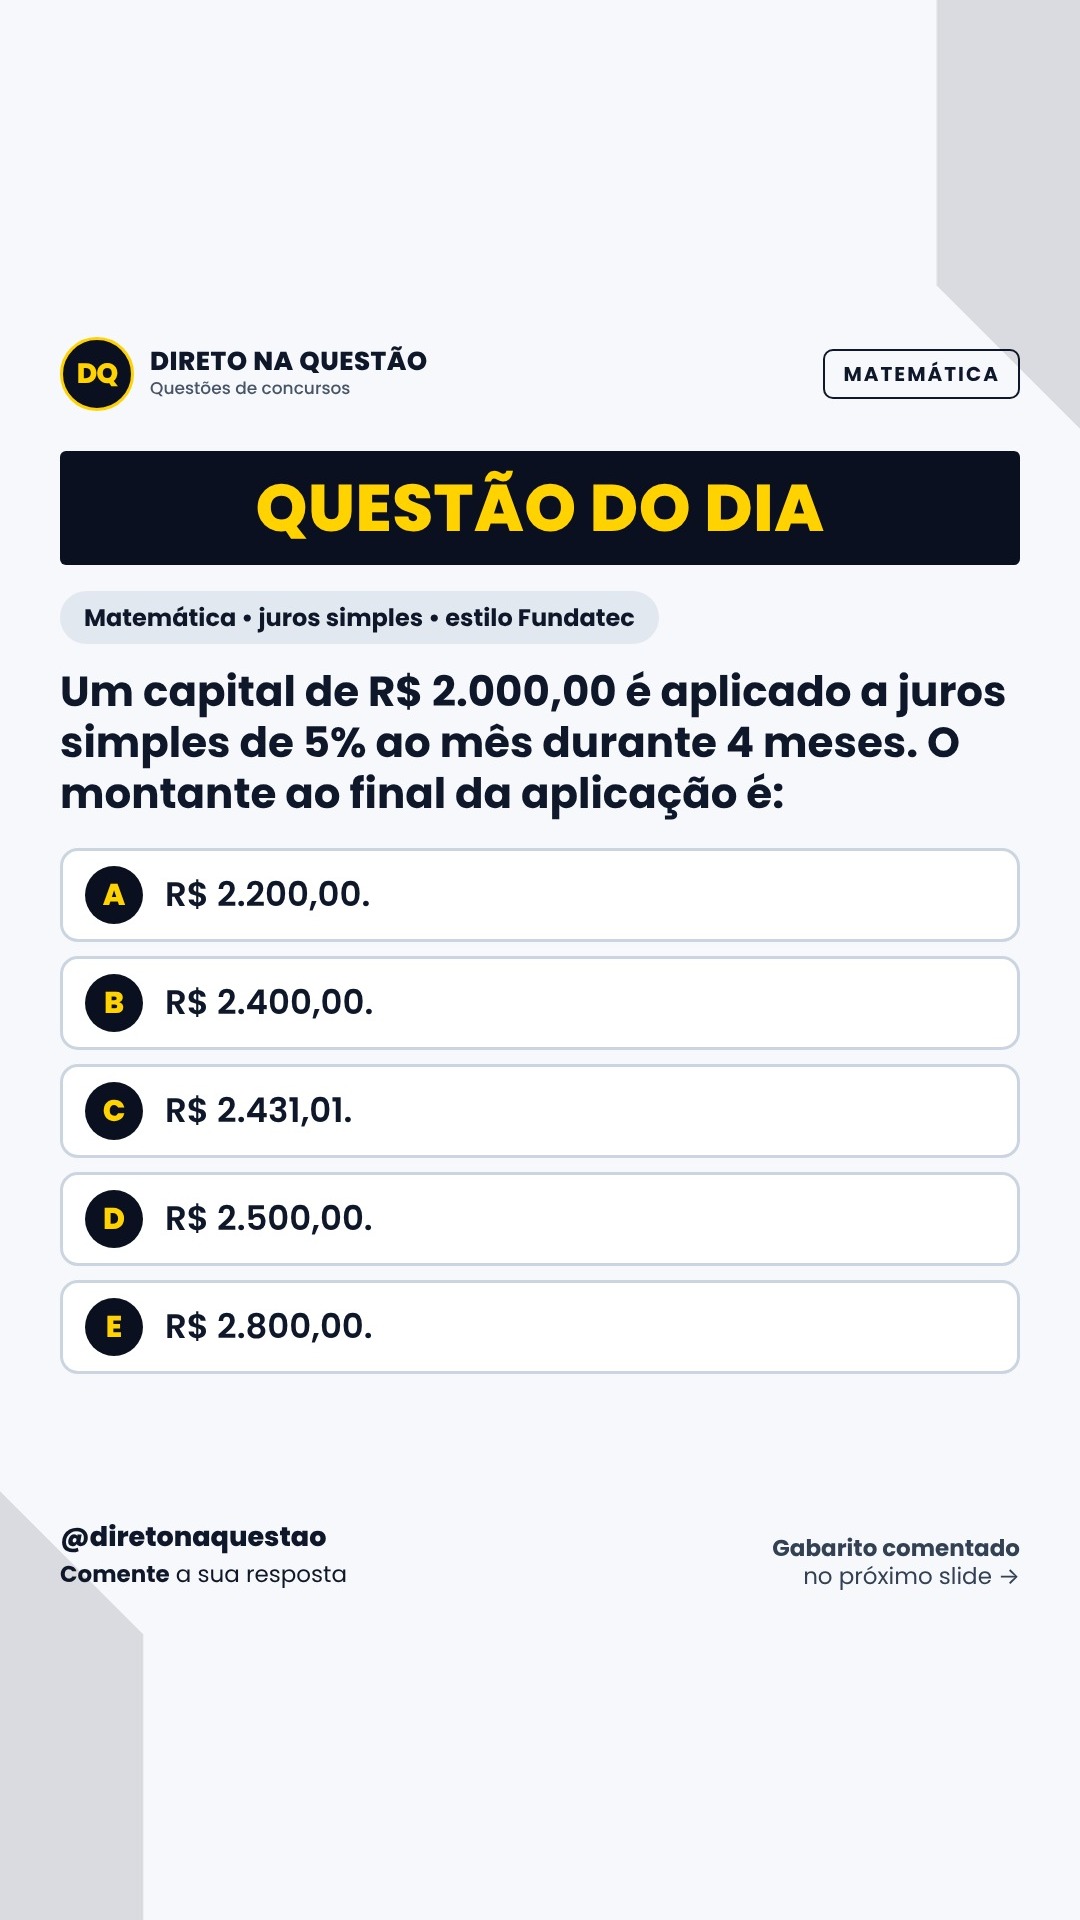 DQ
DIRETO NA QUESTÃO
Questões de concursos
MATEMÁTICA
QUESTÃO DO DIA
Matemática • juros simples • estilo Fundatec
Um capital de R$ 2.000,00 é aplicado a juros
simples de 5% ao mês durante 4 meses. O
montante ao final da aplicação é:
A R$ 2.200,00.
B R$ 2.400,00.
C R$ 2.431,01.
D R$ 2.500,00.
E R$ 2.800,00.
@diretonaquestao
Comente a sua resposta
Gabarito comentado
no próximo slide →